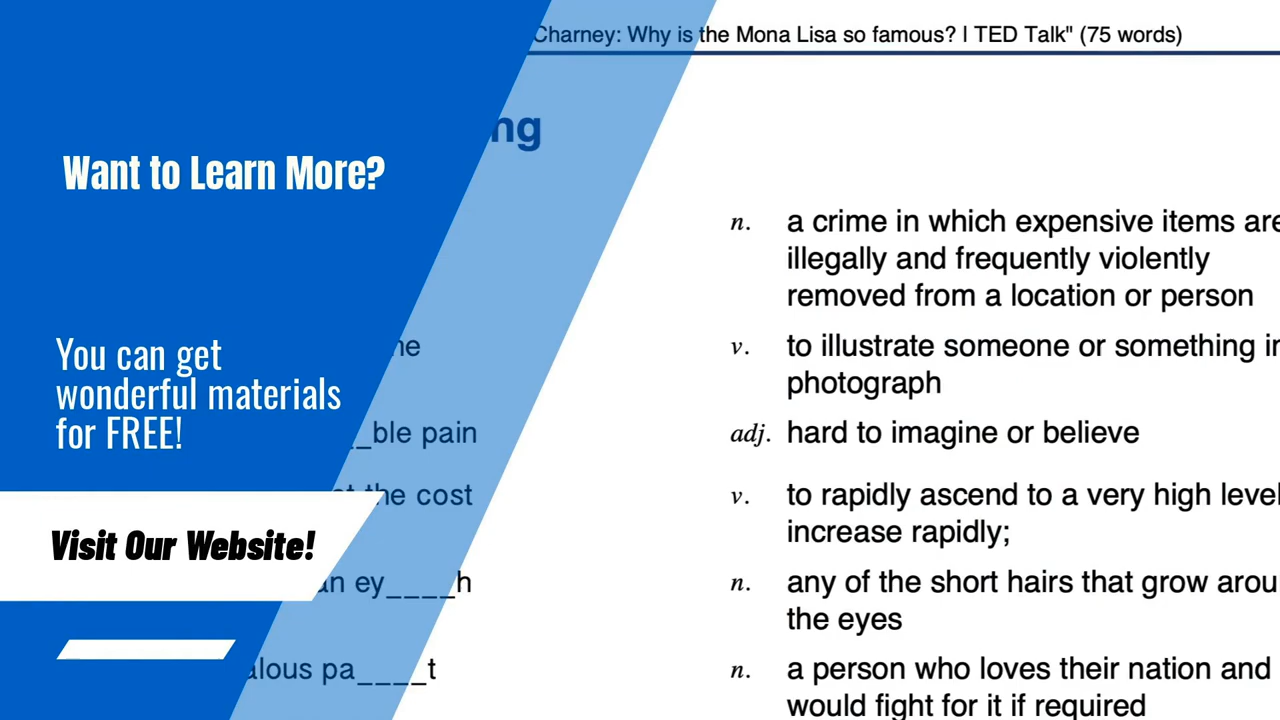 Charney: Why is the Mona Lisa so famous? | TED Talk" (75 words)
ng
Want to Learn More?
You can get
wonderful materials
for FREE!
Visit Our Website!
n. a crime in which expensive items are
illegally and frequently violently
removed from a location or person
ne
v. to illustrate someone or something in
photograph
_ble pain
adj. hard to imagine or believe
the cost
v. to rapidly ascend to a very high level
increase rapidly;
an ey____h
n. any of the short hairs that grow arou
the eyes
alous pa____t
n. a person who loves their nation and
would fight for it if required